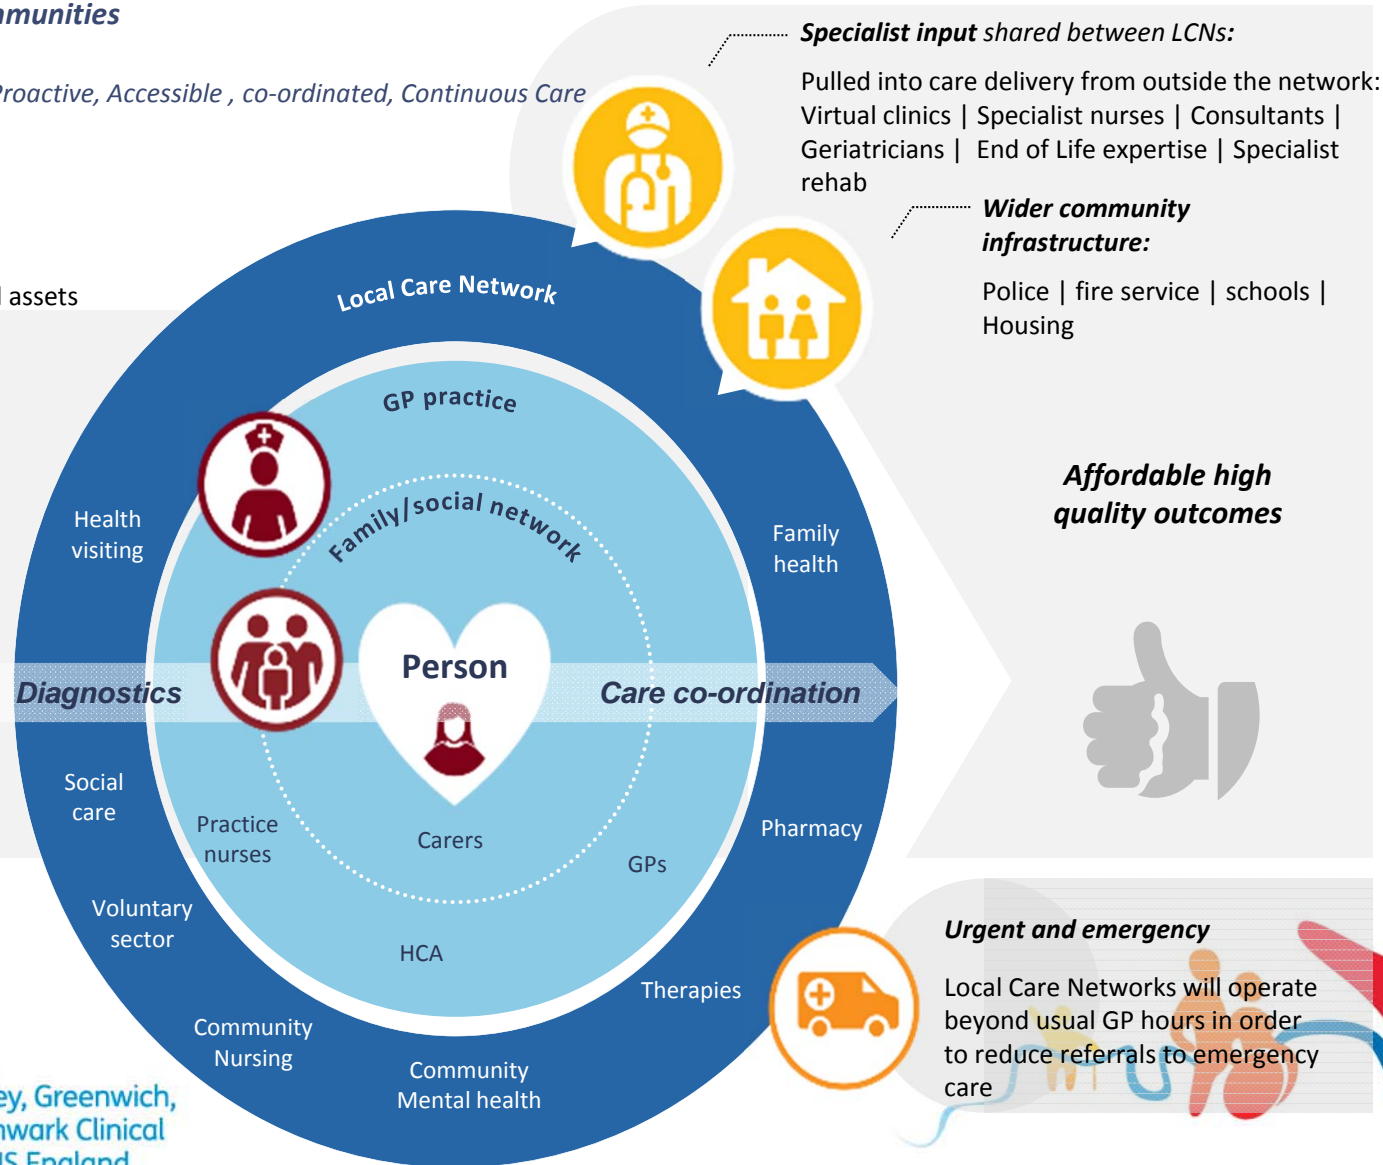 Proactive, Accessible , co-ordinated, Continuous Care
assets
Specialist input shared between LCNs:
Pulled into care delivery from outside the network:
Virtual clinics | Specialist nurses | Consultants |
Geriatricians | End of Life expertise | Specialist
rehab
Wider community
infrastructure:
Police | fire service | schools |
Housing
Local Care Network
GP practice
Family/social network
Health
visiting
Family
health
Affordable high
quality outcomes
Person
Diagnostics
Care co-ordination
Social
care
Practice
nurses
Carers
GPs
Pharmacy
Voluntary
sector
HCA
Therapies
Community
Nursing
Community
Mental health
Urgent and emergency
Local Care Networks will operate
beyond usual GP hours in order
to reduce referrals to emergency
care
Greenwich,
Clinical
England